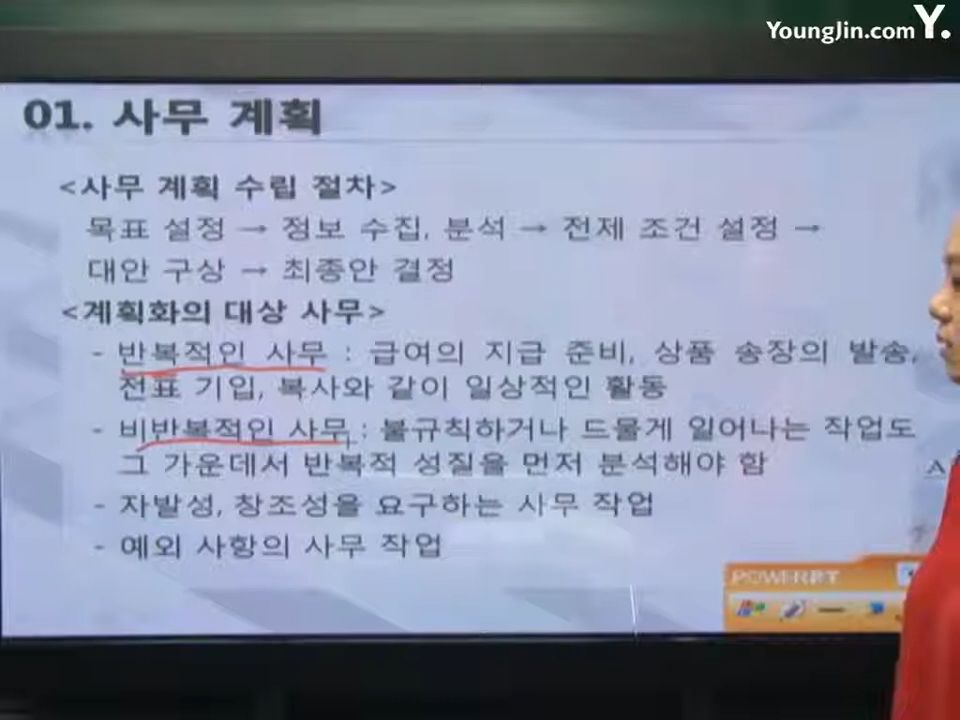 YoungJin.com Y.
01. 사무 계획
<사무 계획 수립 절차>
목표 설정 → 정보 수집, 분석 → 전제 조건 설정 →
대안 구상 → 최종안 결정
<계획화의 대상 사무>
- 반복적인 사무 : 급여의 지급 준비, 상품 송장의 발송,
전표 기입, 복사와 같이 일상적인 활동
- 비반복적인 사무 : 불규칙하거나 드물게 일어나는 작업도
그 가운데서 반복적 성질을 먼저 분석해야 함
- 자발성, 창조성을 요구하는 사무 작업
- 예외 사항의 사무 작업
POWERPT